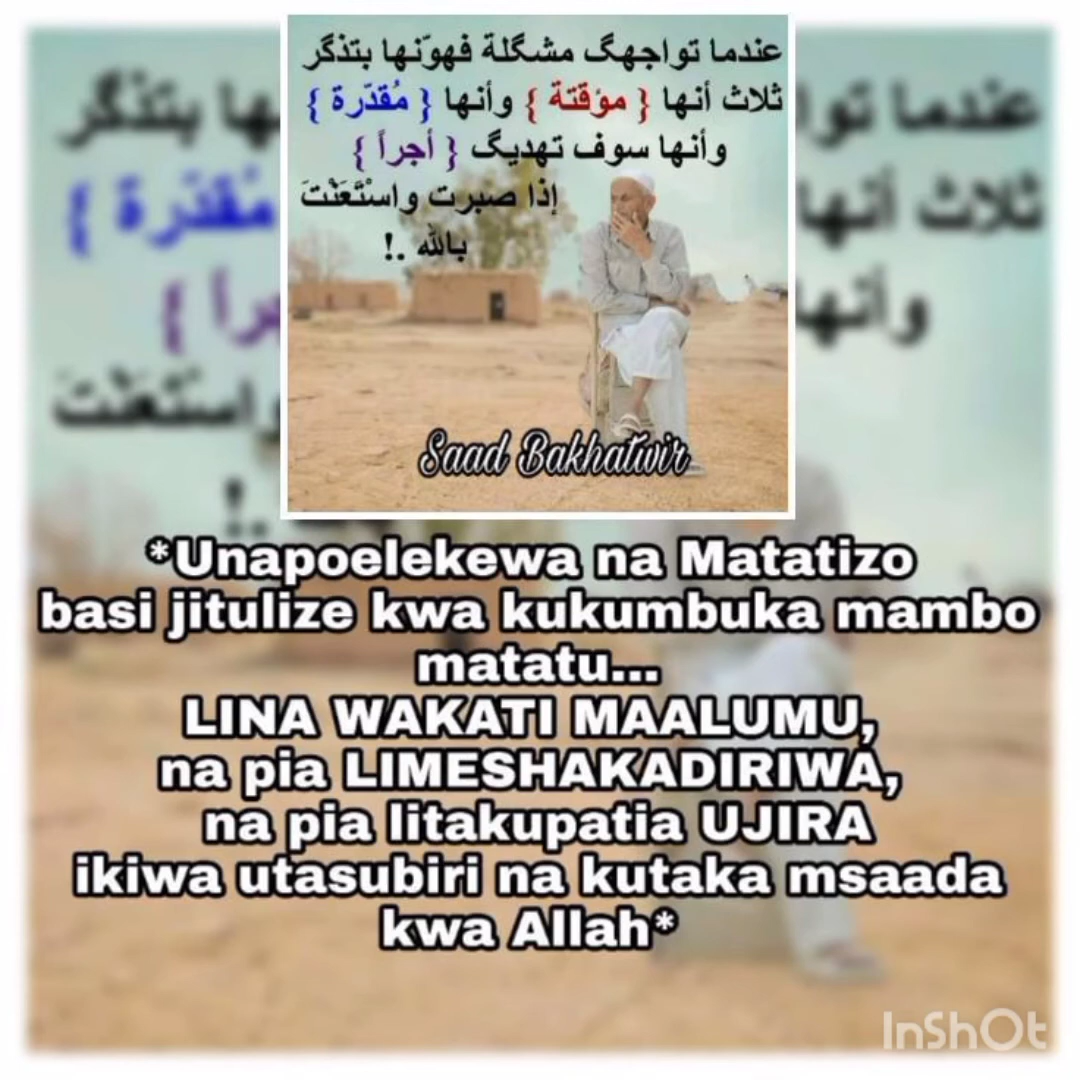 عندما تواجهگ مشگلة فهوّنها بتذگر
ثلاث أنها { مؤقتة } وأنها { مُقدّرة }
وأنها سوف تهديگ { أجراً }
إذا صبرت واسْتَعَنْتَ
بالله .!
Saad Bakhatwir
*Unapoelekewa na Matatizo
basi jitulize kwa kukumbuka mambo
matatu...
LINA WAKATI MAALUMU,
na pia LIMESHAKADIRIWA,
na pia litakupatia UJIRA
ikiwa utasubiri na kutaka msaada
kwa Allah*
InShOt